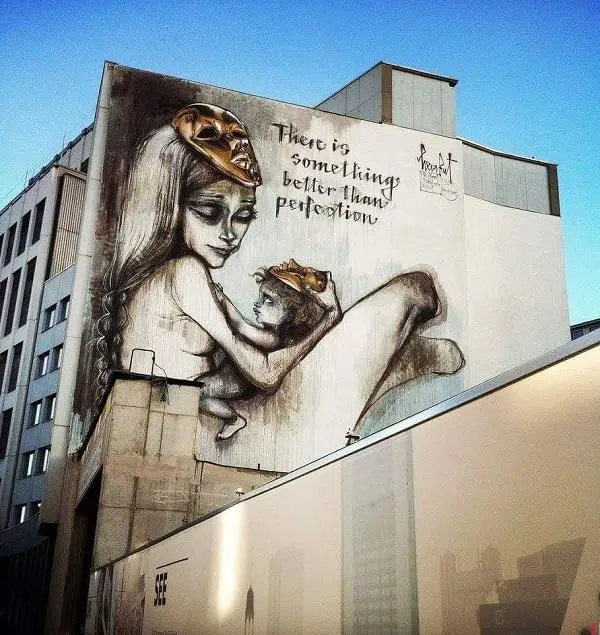 There is
something
better than
perfection
SEE